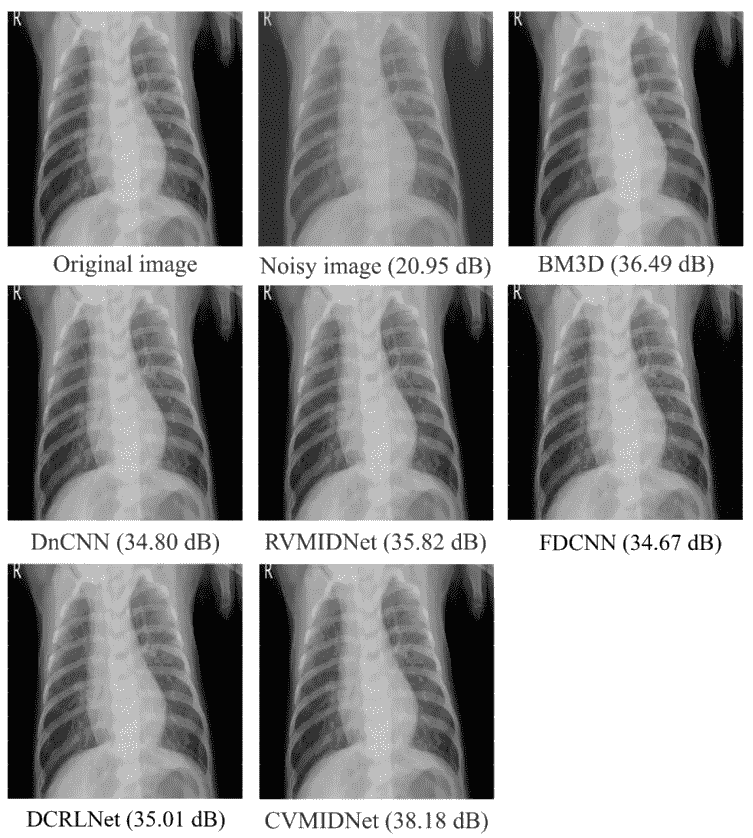 R
R
R
Original image
Noisy image (20.95 dB)
BM3D (36.49 dB)
R
R
R
DnCNN (34.80 dB)
RVMIDNet (35.82 dB)
FDCNN (34.67 dB)
R
R
DCRLNet (35.01 dB)
CVMIDNet (38.18 dB)